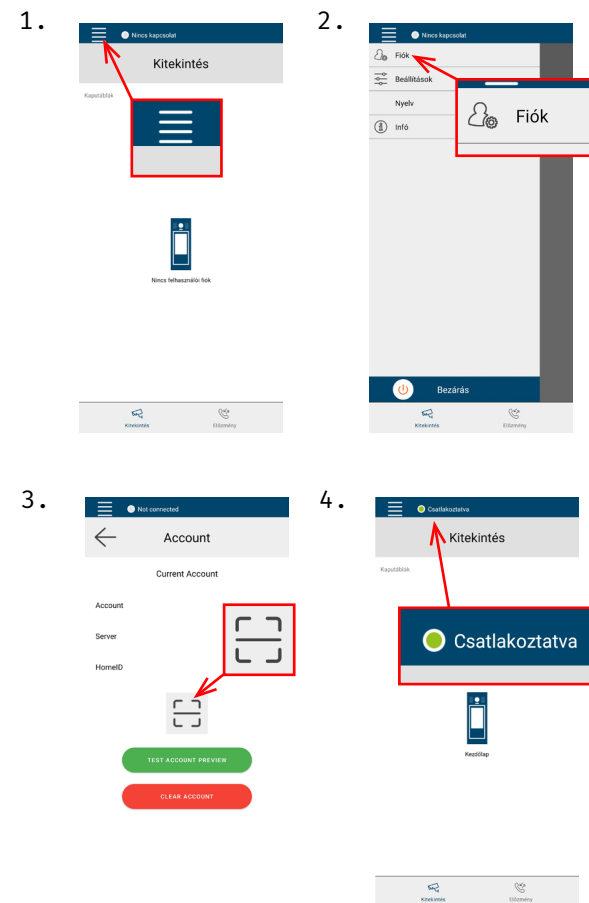 1.
Nincs kapcsolat
Kitekintés
Kaputáblák
Nincs felhasználói fiók
Kitekintés
Előzmény
2.
Nincs kapcsolat
Fiók
Beállítások
Nyelv
Infó
Fiók
Bezárás
Kitekintés
Előzmény
3.
Not connected
Account
Current Account
Account
Server
HomeID
TEST ACCOUNT PREVIEW
CLEAR ACCOUNT
4.
Csatlakoztatva
Kitekintés
Kaputáblák
Csatlakoztatva
Kezdőlap
Kitekintés
Előzmény